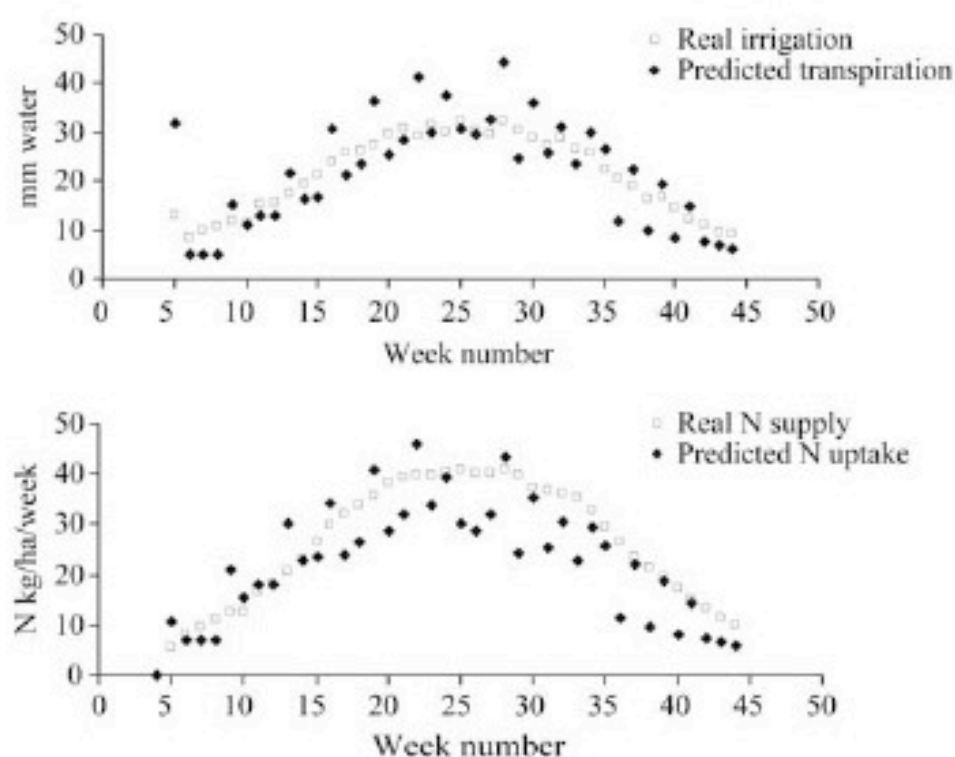 50
40
30
20
10
0
mm water
Real irrigation
Predicted transpiration
0 5 10 15 20 25 30 35 40 45 50
Week number
50
40
30
20
10
0
N kg/ha/week
Real N supply
Predicted N uptake
0 5 10 15 20 25 30 35 40 45 50
Week number